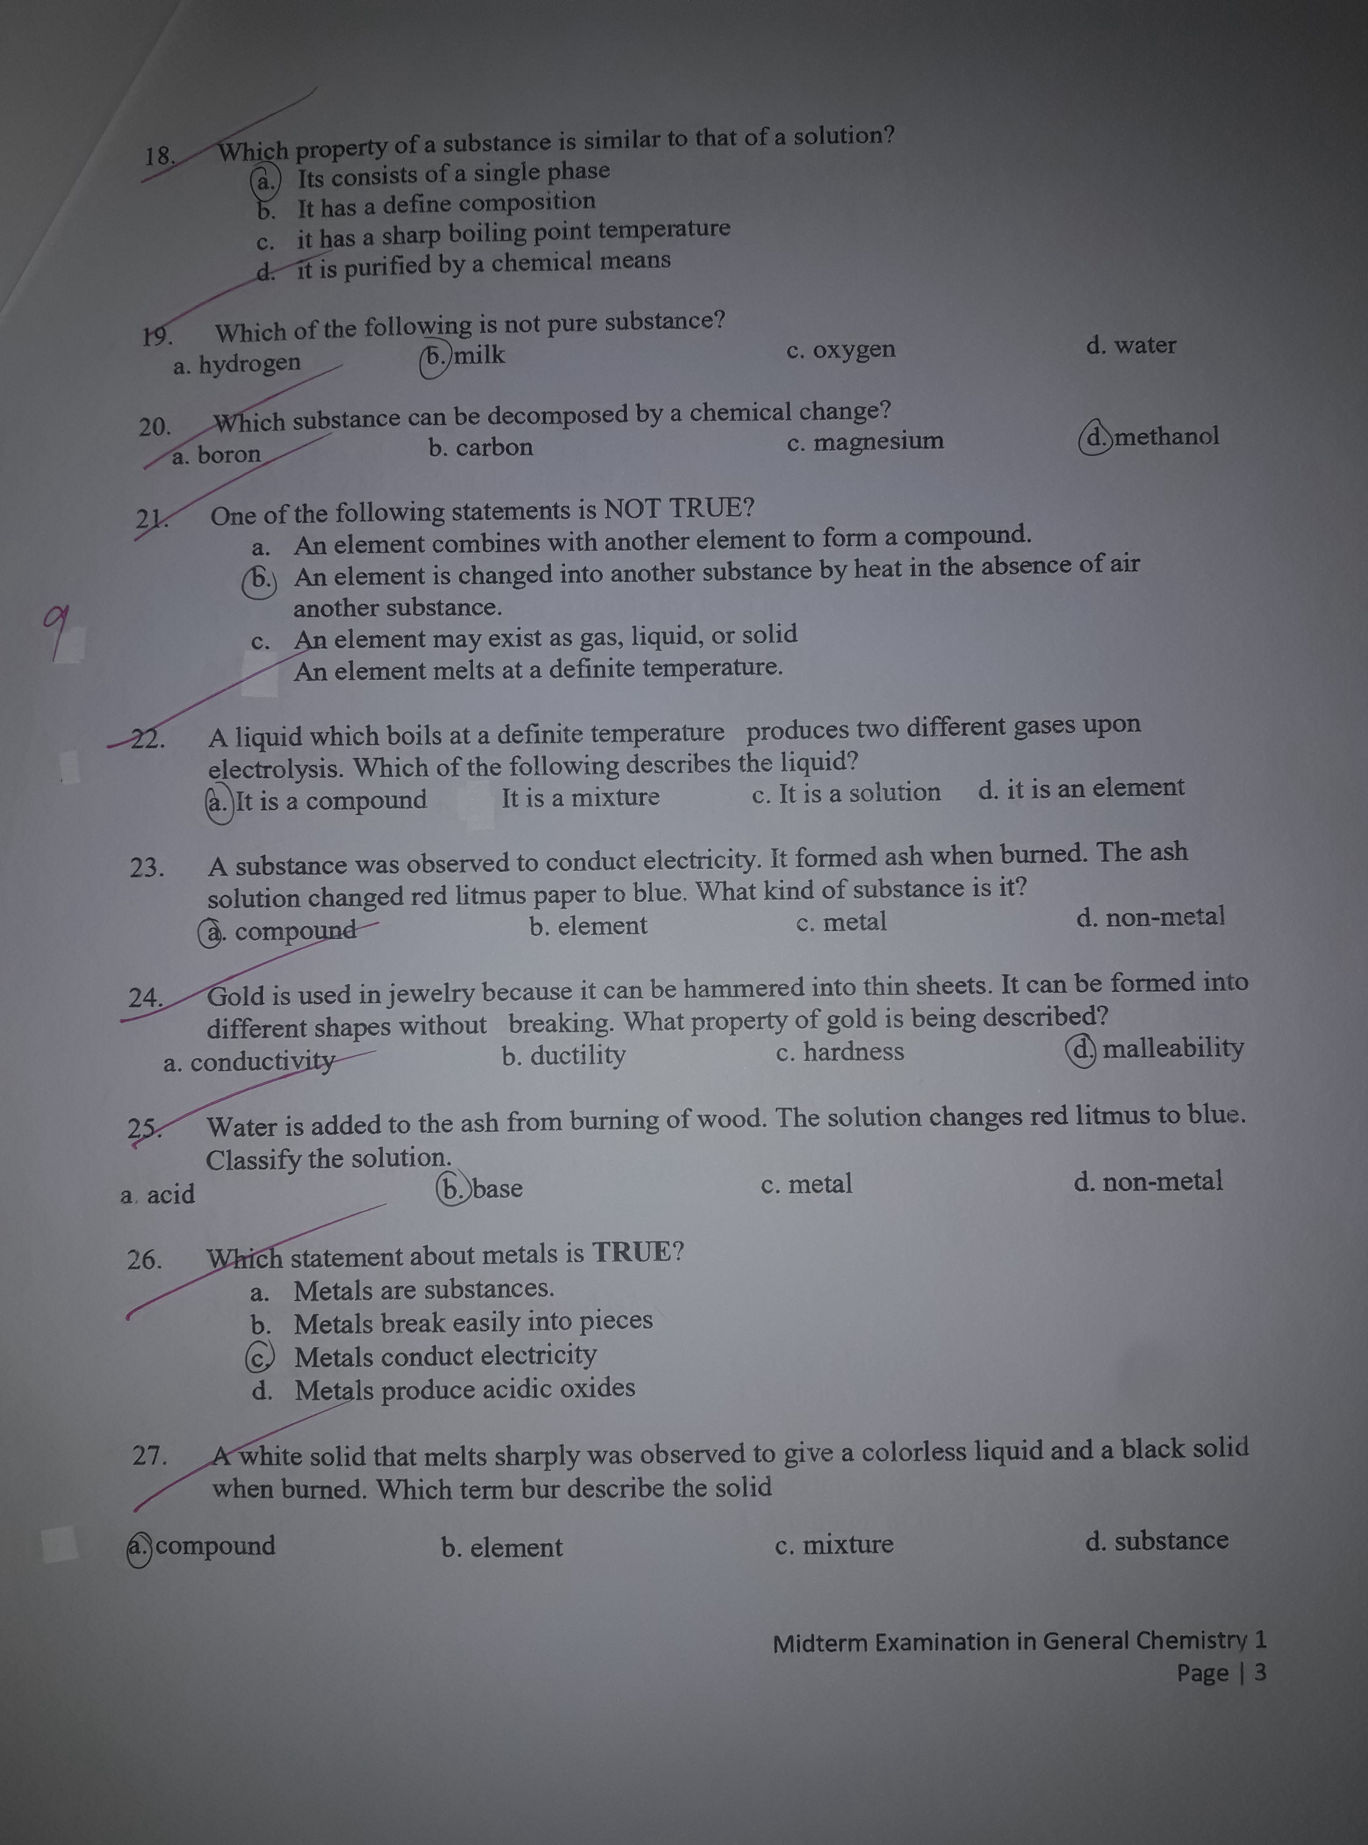 18. Which property of a substance is similar to that of a solution?
a. Its consists of a single phase
b. It has a define composition
c. it has a sharp boiling point temperature
d. it is purified by a chemical means
19. Which of the following is not pure substance?
a. hydrogen b. milk c. oxygen d. water
20. Which substance can be decomposed by a chemical change?
a. boron b. carbon c. magnesium d. methanol
21. One of the following statements is NOT TRUE?
a. An element combines with another element to form a compound.
b. An element is changed into another substance by heat in the absence of air
another substance.
9
c. An element may exist as gas, liquid, or solid
An element melts at a definite temperature.
22. A liquid which boils at a definite temperature produces two different gases upon
electrolysis. Which of the following describes the liquid?
a. It is a compound It is a mixture c. It is a solution d. it is an element
23. A substance was observed to conduct electricity. It formed ash when burned. The ash
solution changed red litmus paper to blue. What kind of substance is it?
a. compound b. element c. metal d. non-metal
24. Gold is used in jewelry because it can be hammered into thin sheets. It can be formed into
different shapes without breaking. What property of gold is being described?
a. conductivity b. ductility c. hardness d. malleability
25. Water is added to the ash from burning of wood. The solution changes red litmus to blue.
Classify the solution.
a. acid b. base c. metal d. non-metal
26. Which statement about metals is TRUE?
a. Metals are substances.
b. Metals break easily into pieces
c. Metals conduct electricity
d. Metals produce acidic oxides
27. A white solid that melts sharply was observed to give a colorless liquid and a black solid
when burned. Which term bur describe the solid
a. compound b. element c. mixture d. substance
Midterm Examination in General Chemistry 1
Page | 3